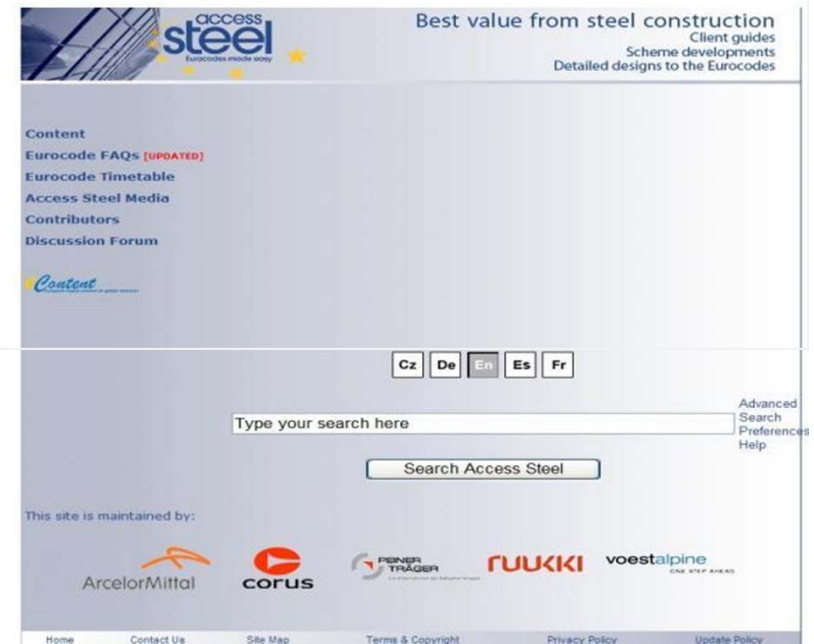 access
steel
Eurocodes made easy
Best value from steel construction
Client guides
Scheme developments
Detailed designs to the Eurocodes
Content
Eurocode FAQs [UPDATED]
Eurocode Timetable
Access Steel Media
Contributors
Discussion Forum
Content
Cz De En Es Fr
Type your search here
Advanced
Search
Preferences
Help
Search Access Steel
This site is maintained by:
ArcelorMittal
corus
PEINER
TRÄGER
RUUKKI
voestalpine
ONE STEP AHEAD
Home Contact Us Site Map Terms & Copyright Privacy Policy Update Policy